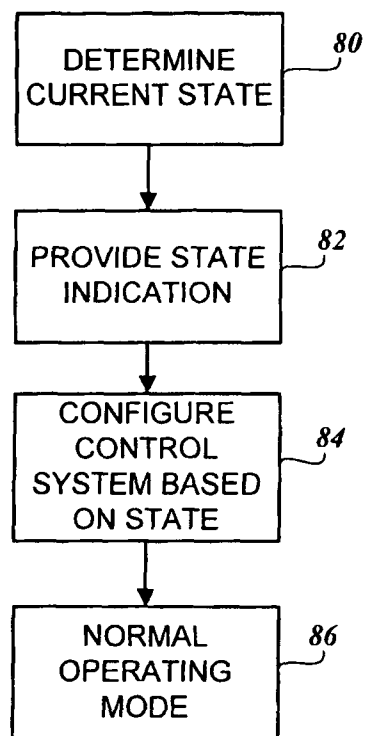 DETERMINE
CURRENT STATE
80
PROVIDE STATE
INDICATION
82
CONFIGURE
CONTROL
SYSTEM BASED
ON STATE
84
NORMAL
OPERATING
MODE
86